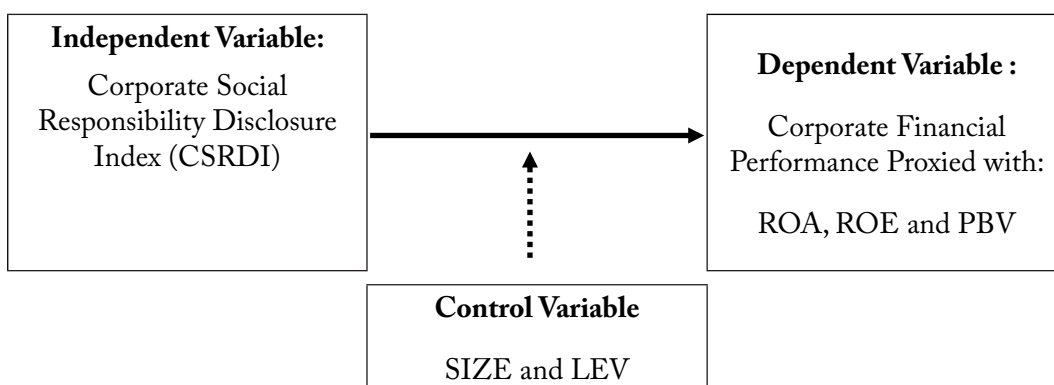 Independent Variable:
Corporate Social
Responsibility Disclosure
Index (CSRDI)
Dependent Variable :
Corporate Financial
Performance Proxied with:
ROA, ROE and PBV
Control Variable
SIZE and LEV